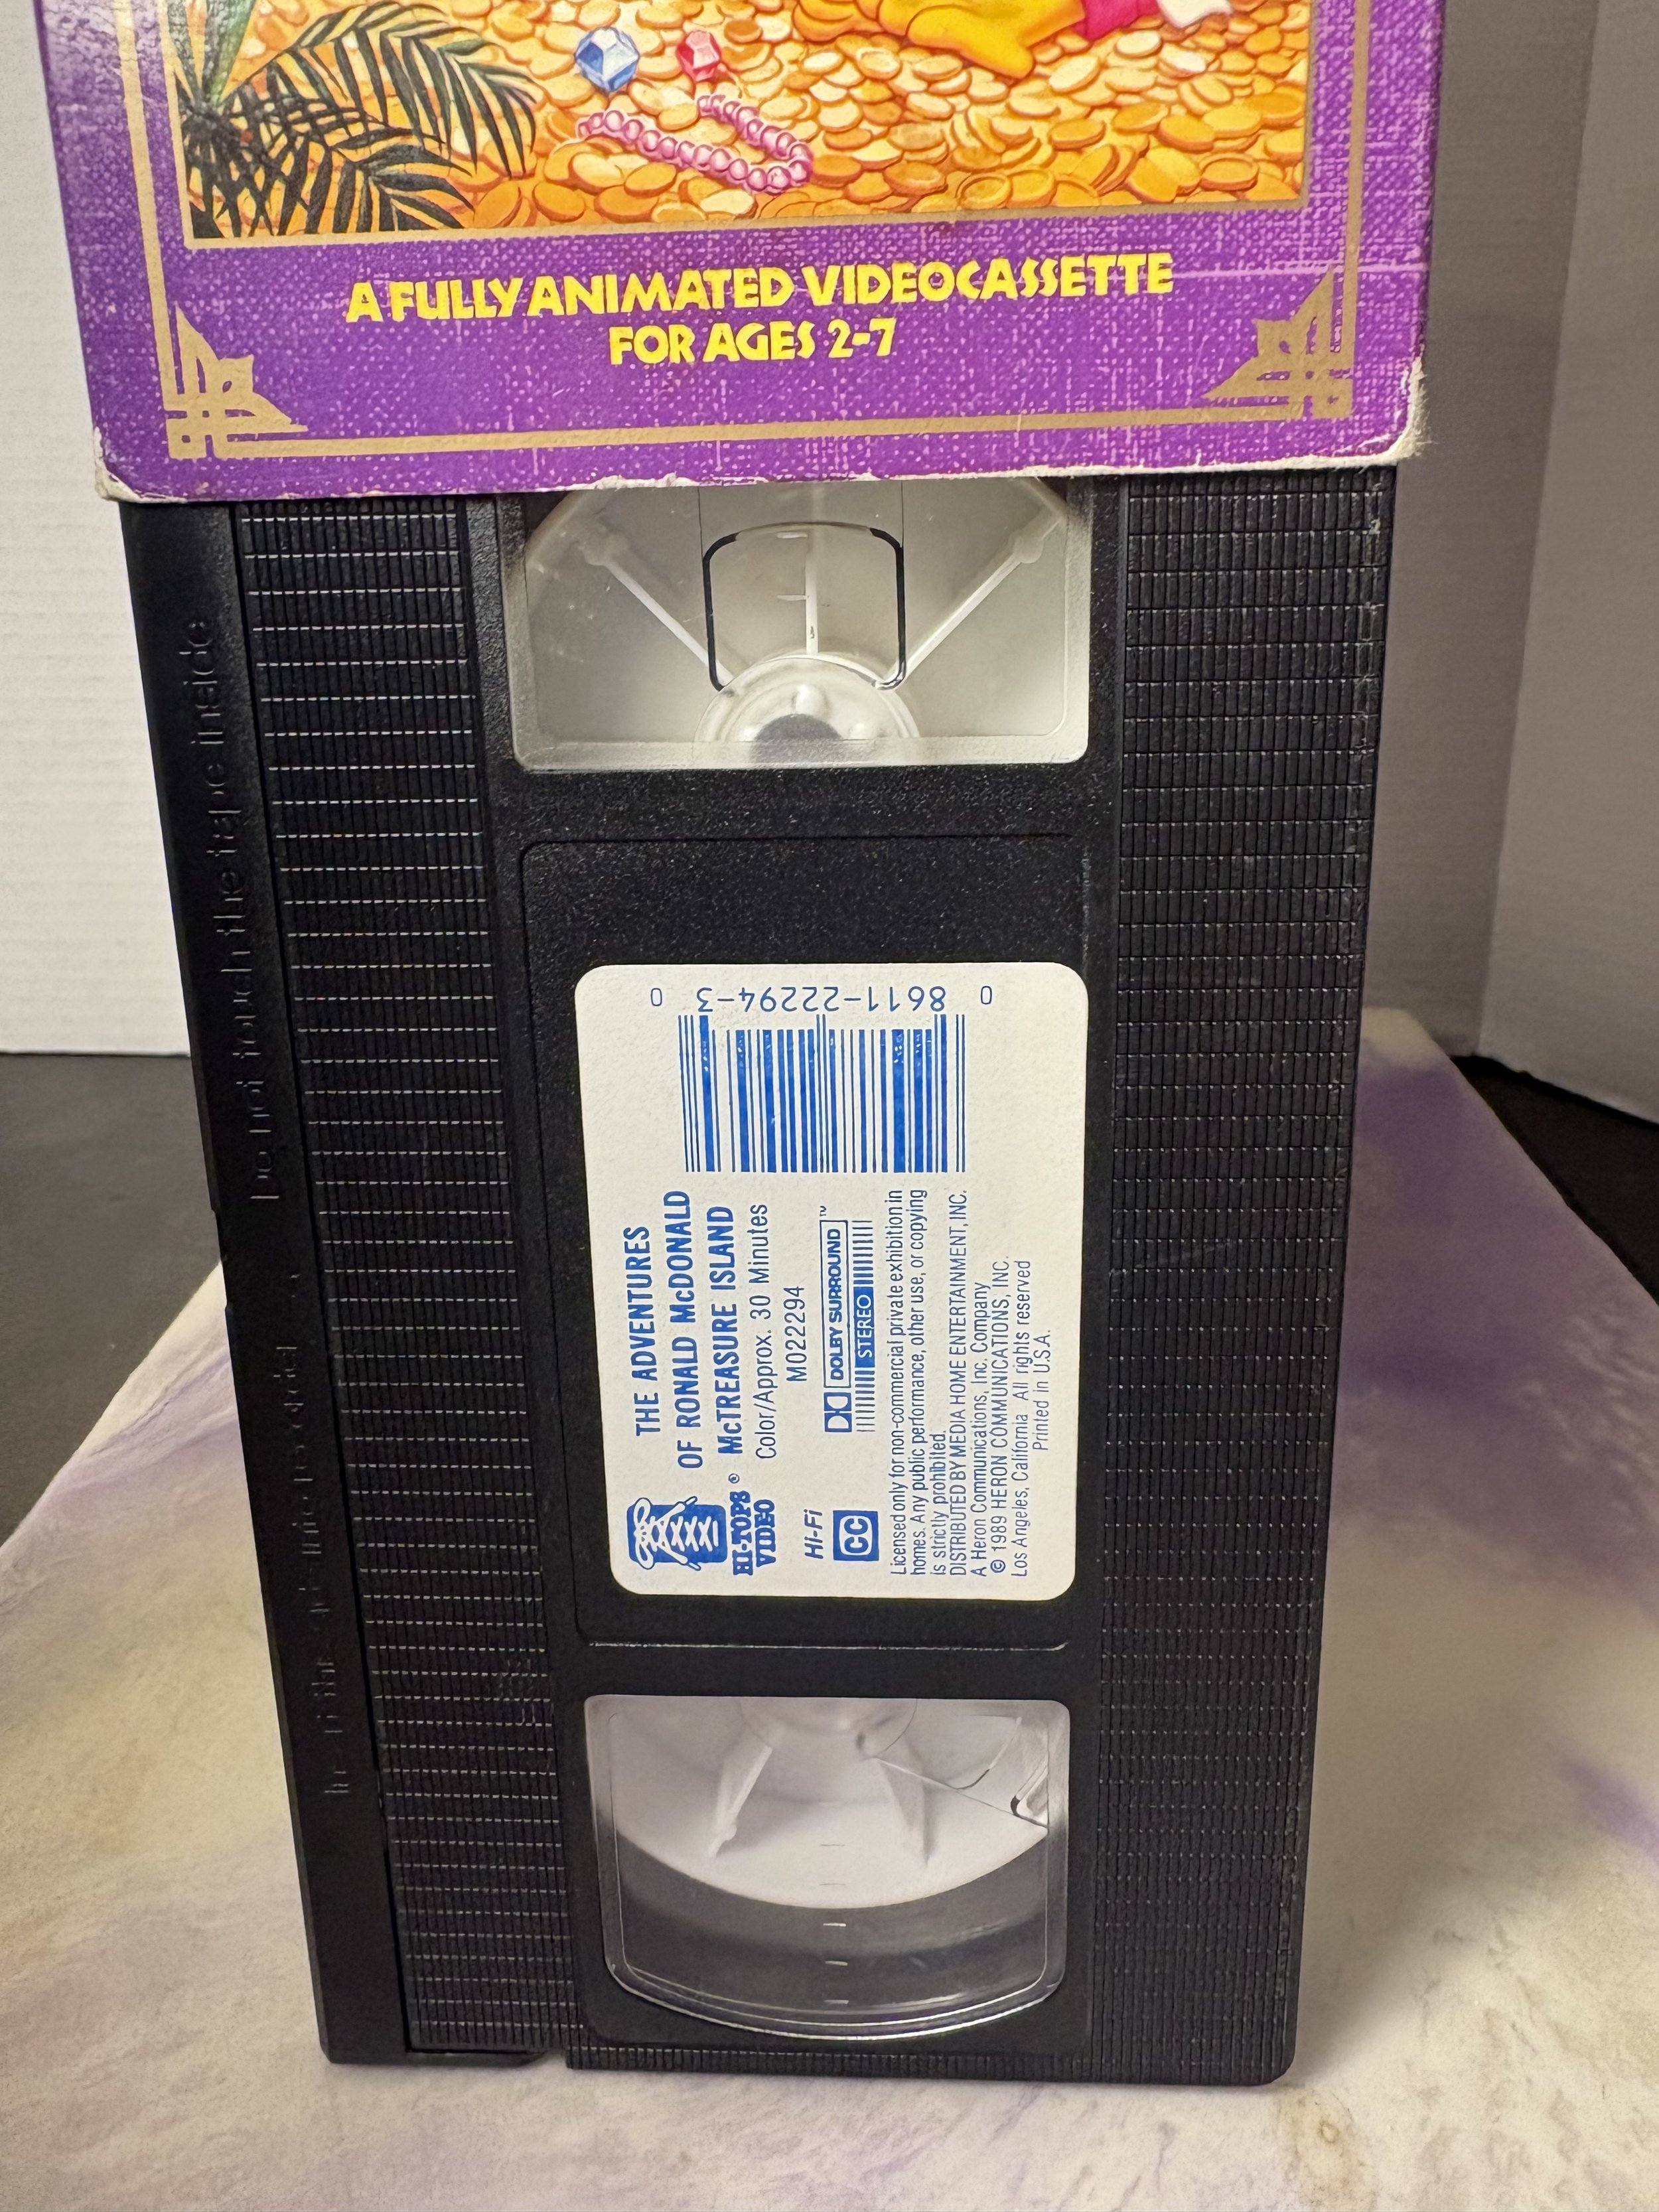 A FULLY ANIMATED VIDEOCASSETTE
FOR AGES 2-7
Do not touch the tape inside
THE ADVENTURES
OF RONALD McDONALD
McTREASURE ISLAND
Color/Approx. 30 Minutes
M022294
HI-TOPS ®
VIDEO
HI-Fi
CC
DOLBY SURROUND ™
STEREO
Licensed only for non-commercial private exhibition in
homes. Any public performance, other use, or copying
is strictly prohibited.
DISTRIBUTED BY MEDIA HOME ENTERTAINMENT, INC.
A Heron Communications, Inc. Company
© 1989 HERON COMMUNICATIONS, INC.
Los Angeles, California All rights reserved
Printed in U.S.A.
0 8611-22294-3 0